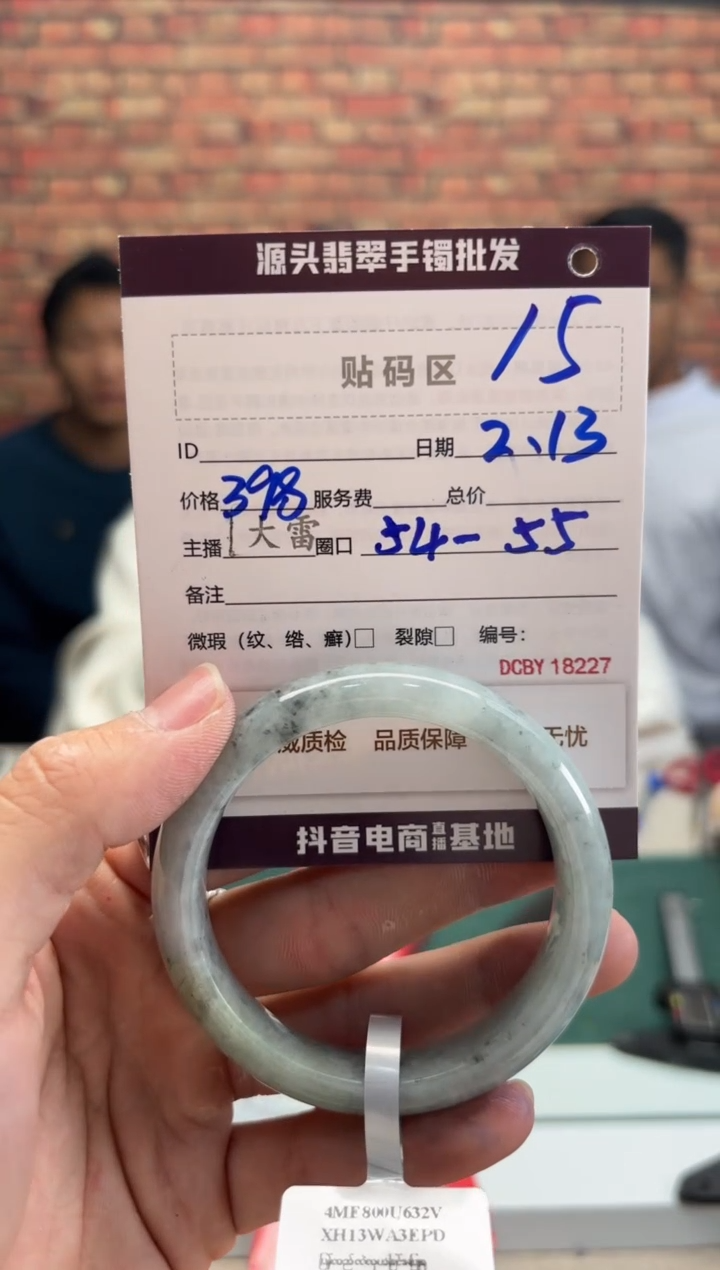 源头翡翠手镯批发
贴码区 15
ID 日期 2、13
价格 398 服务费 总价
主播 大雷 圈口 54-55
备注
微瑕（纹、绺、癣）□ 裂隙□ 编号：
DCBY 18227
威质检 品质保障 无忧
抖音电商直播基地
4MF800U632V
XH13WA3EPD